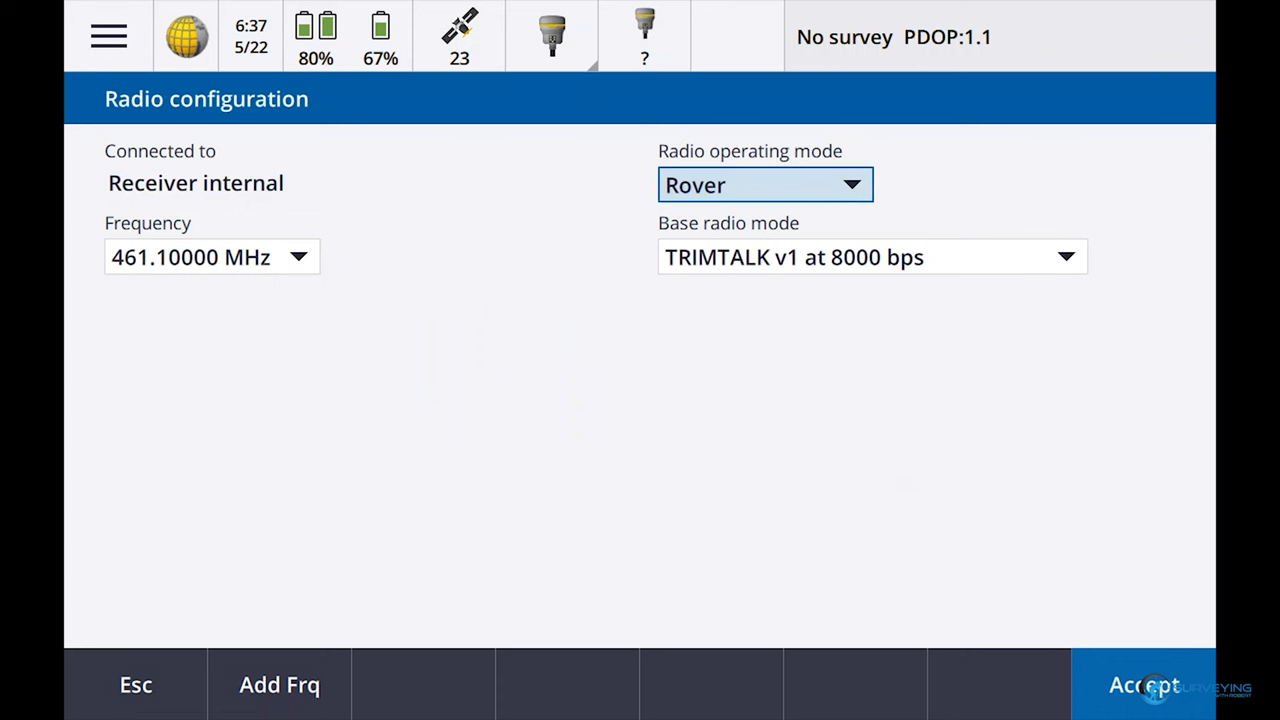 6:37
5/22
80%
67%
23
?
No survey PDOP:1.1
Radio configuration
Connected to
Receiver internal
Radio operating mode
Rover
Frequency
461.10000 MHz
Base radio mode
TRIMTALK v1 at 8000 bps
Esc
Add Frq
Accept
SURVEYING
WITH ROBERT